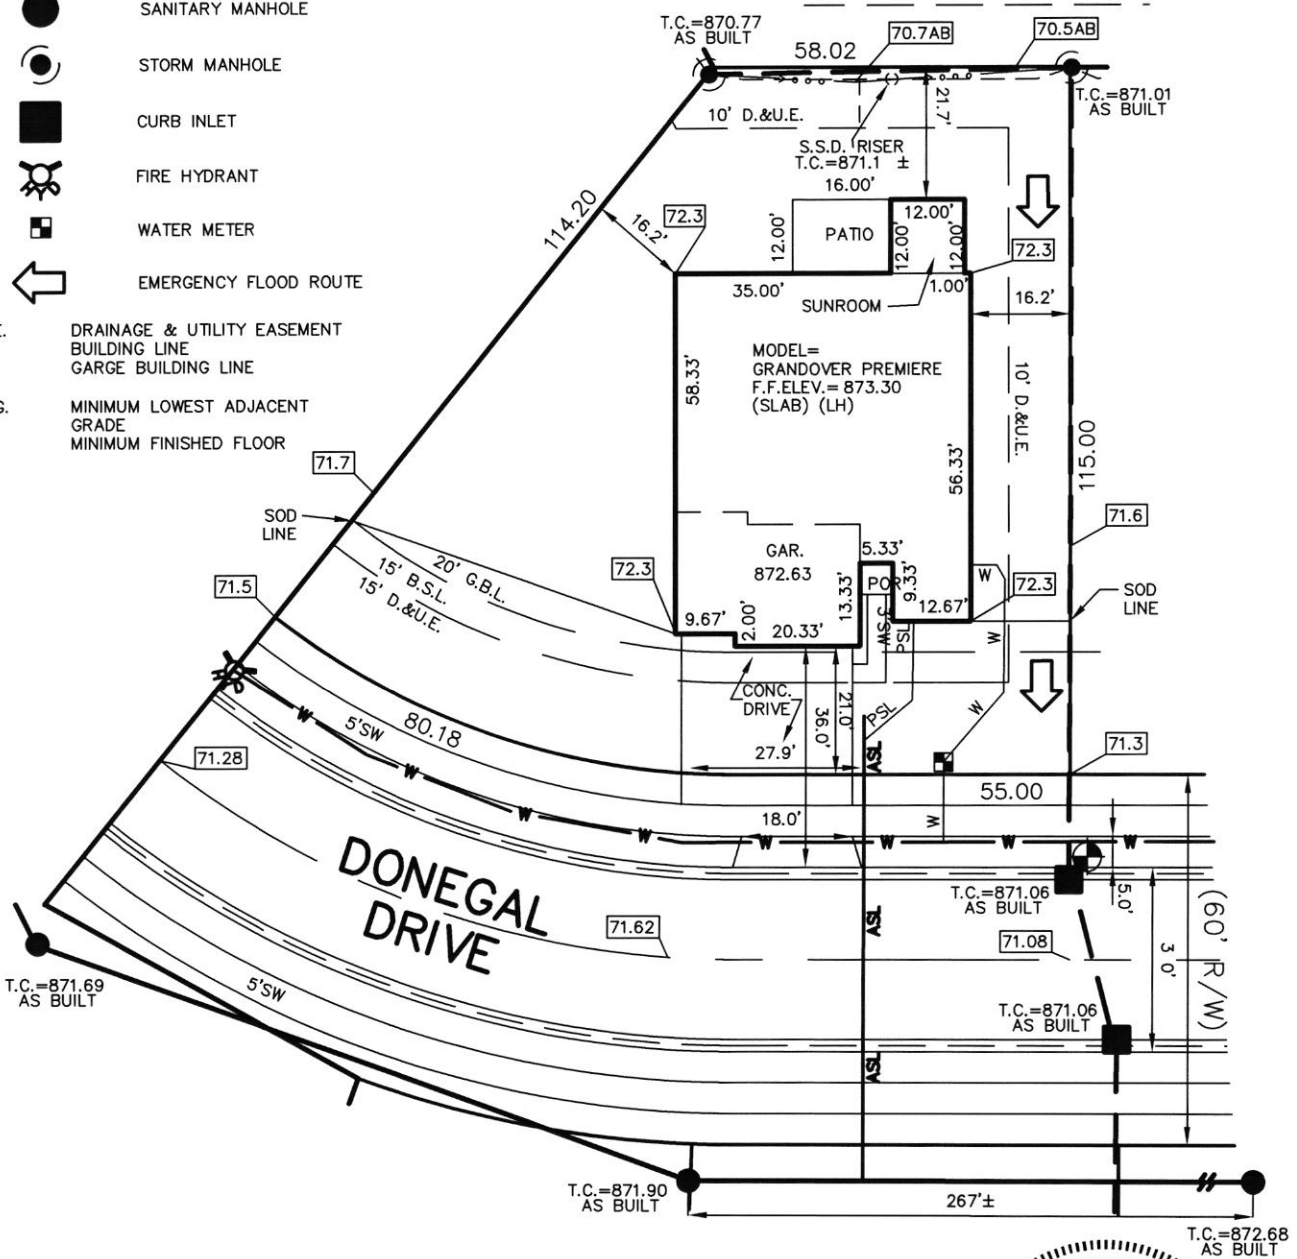 SANITARY MANHOLE
STORM MANHOLE
CURB INLET
FIRE HYDRANT
WATER METER
EMERGENCY FLOOD ROUTE
E.
DRAINAGE & UTILITY EASEMENT
BUILDING LINE
GARGE BUILDING LINE
G.
MINIMUM LOWEST ADJACENT
GRADE
MINIMUM FINISHED FLOOR
T.C.=870.77
AS BUILT
58.02
70.7AB
70.5AB
T.C.=871.01
AS BUILT
10' D.&U.E.
21.7'
S.S.D. RISER
T.C.=871.1 ±
16.00'
114.20
16.2'
72.3
12.00'
PATIO
12.00'
12.00'
12.00'
72.3
35.00'
1.00'
SUNROOM
16.2'
MODEL=
GRANDOVER PREMIERE
F.F.ELEV.= 873.30
(SLAB) (LH)
58.33'
56.33'
10' D.&U.E.
115.00
71.7
SOD
LINE
71.6
20' G.B.L.
15' B.S.L.
15' D.&U.E.
GAR.
872.63
5.33'
POR
13.33'
9.33'
12.67'
72.3
71.5
72.3
SOD
LINE
W
W
W
9.67'
2.00'
20.33'
3'SW
PSL
CONC.
DRIVE
36.0'
21.0'
PSL
27.9'
ASL
71.3
80.18
5'SW
55.00
71.28
18.0'
W
W
W
W
W
W
W
W
W
DONEGAL
DRIVE
T.C.=871.06
AS BUILT
5.0'
ASL
71.62
71.08
3 0'
(60' R/W)
T.C.=871.69
AS BUILT
5'SW
T.C.=871.06
AS BUILT
ASL
T.C.=871.90
AS BUILT
267'±
T.C.=872.68
AS BUILT